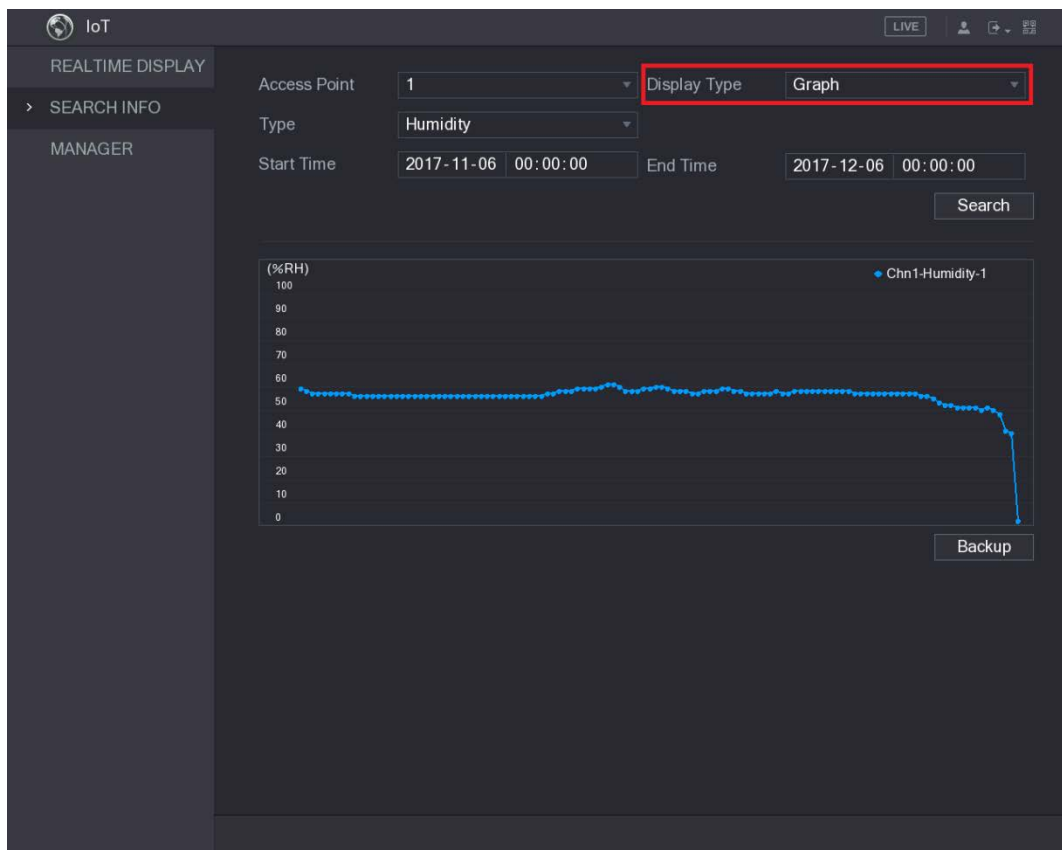 IoT
LIVE
REALTIME DISPLAY
SEARCH INFO
MANAGER
Access Point 1 Display Type Graph
Type Humidity
Start Time 2017-11-06 00:00:00 End Time 2017-12-06 00:00:00
Search
(%RH)
Chn1-Humidity-1
100
90
80
70
60
50
40
30
20
10
0
Backup